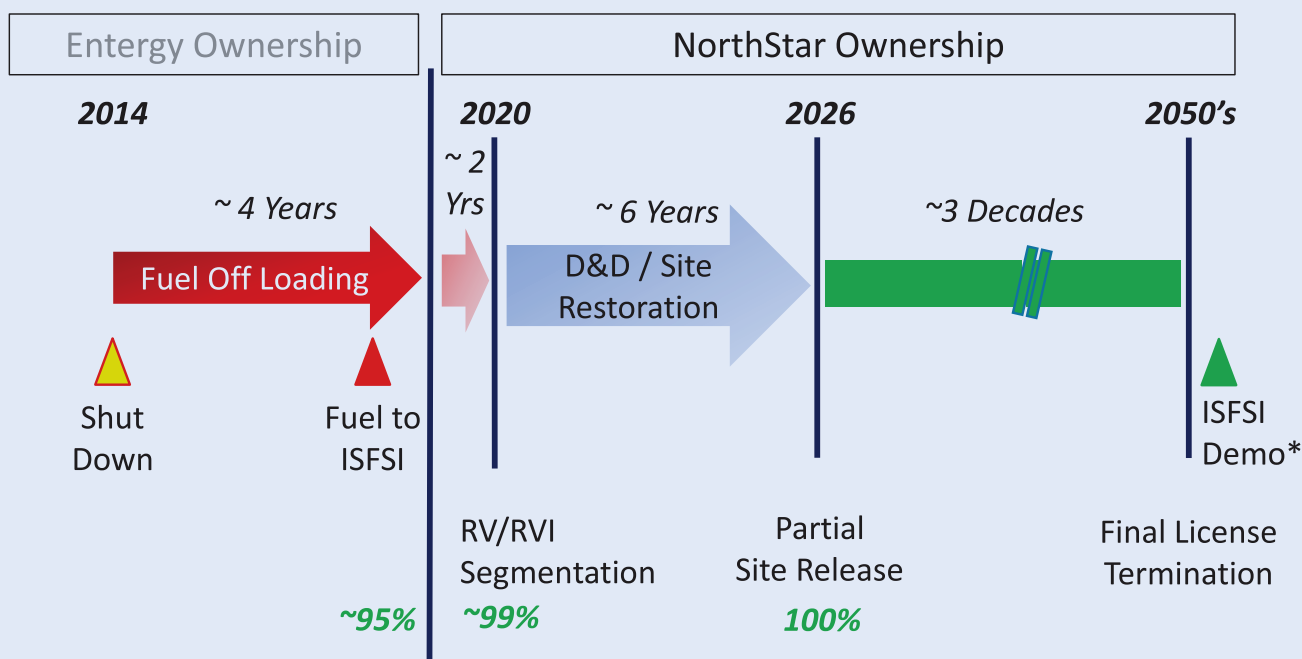 Entergy Ownership
NorthStar Ownership
2014
2020
2026
2050's
~ 2
Yrs
~ 4 Years
~ 6 Years
~3 Decades
Fuel Off Loading
D&D / Site
Restoration
Shut
Down
Fuel to
ISFSI
ISFSI
Demo*
RV/RVI
Segmentation
Partial
Site Release
Final License
Termination
~95%
~99%
100%